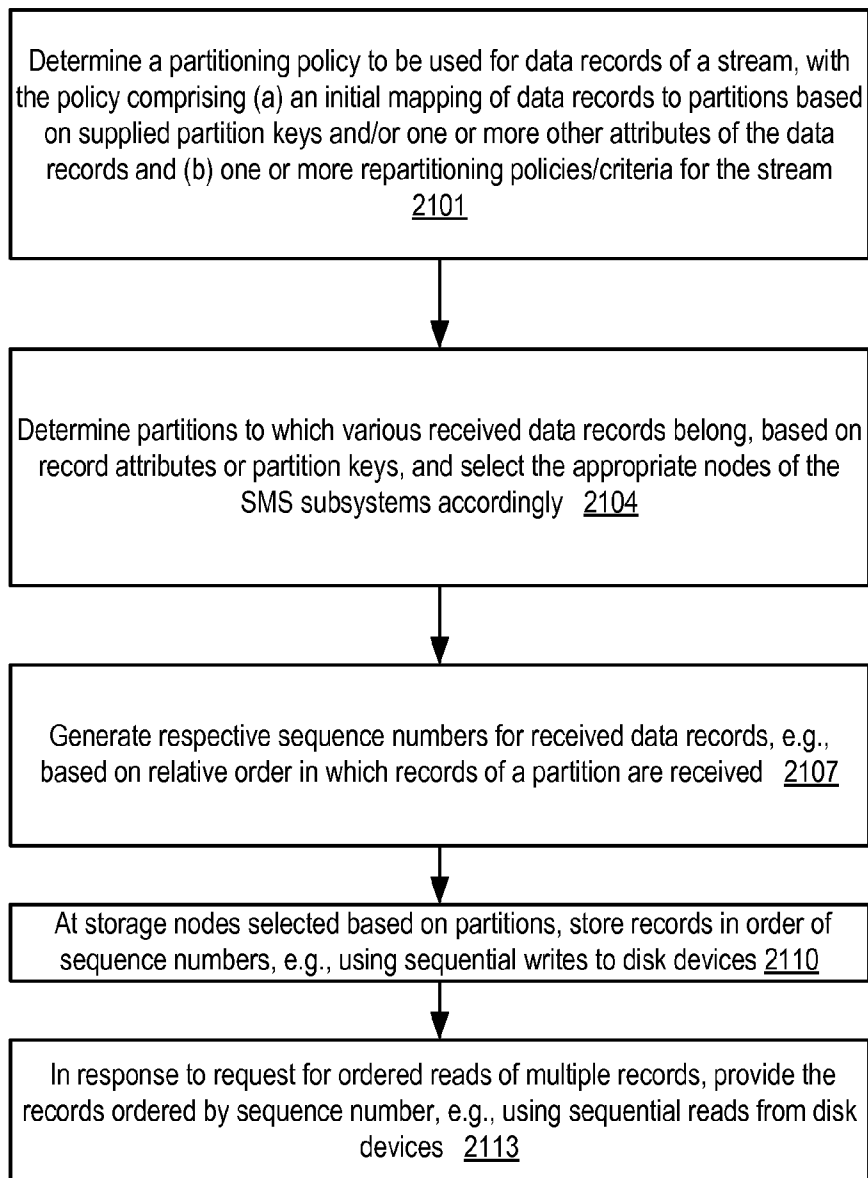 Determine a partitioning policy to be used for data records of a stream, with
the policy comprising (a) an initial mapping of data records to partitions based
on supplied partition keys and/or one or more other attributes of the data
records and (b) one or more repartitioning policies/criteria for the stream
2101
Determine partitions to which various received data records belong, based on
record attributes or partition keys, and select the appropriate nodes of the
SMS subsystems accordingly 2104
Generate respective sequence numbers for received data records, e.g.,
based on relative order in which records of a partition are received 2107
At storage nodes selected based on partitions, store records in order of
sequence numbers, e.g., using sequential writes to disk devices 2110
In response to request for ordered reads of multiple records, provide the
records ordered by sequence number, e.g., using sequential reads from disk
devices 2113